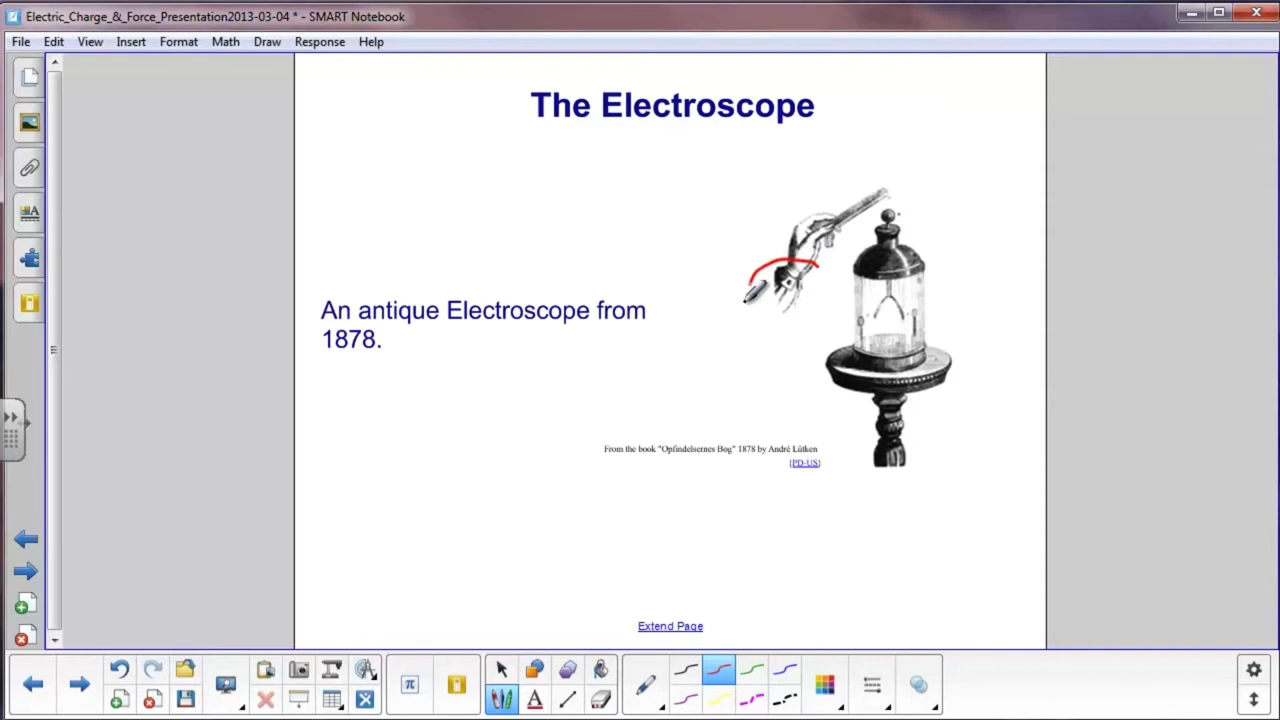 Electric_Charge_&_Force_Presentation2013-03-04 * - SMART Notebook
File Edit View Insert Format Math Draw Response Help
The Electroscope
An antique Electroscope from
1878.
From the book "Opfindelsernes Bog" 1878 by André Lütken
{PD-US}
Extend Page